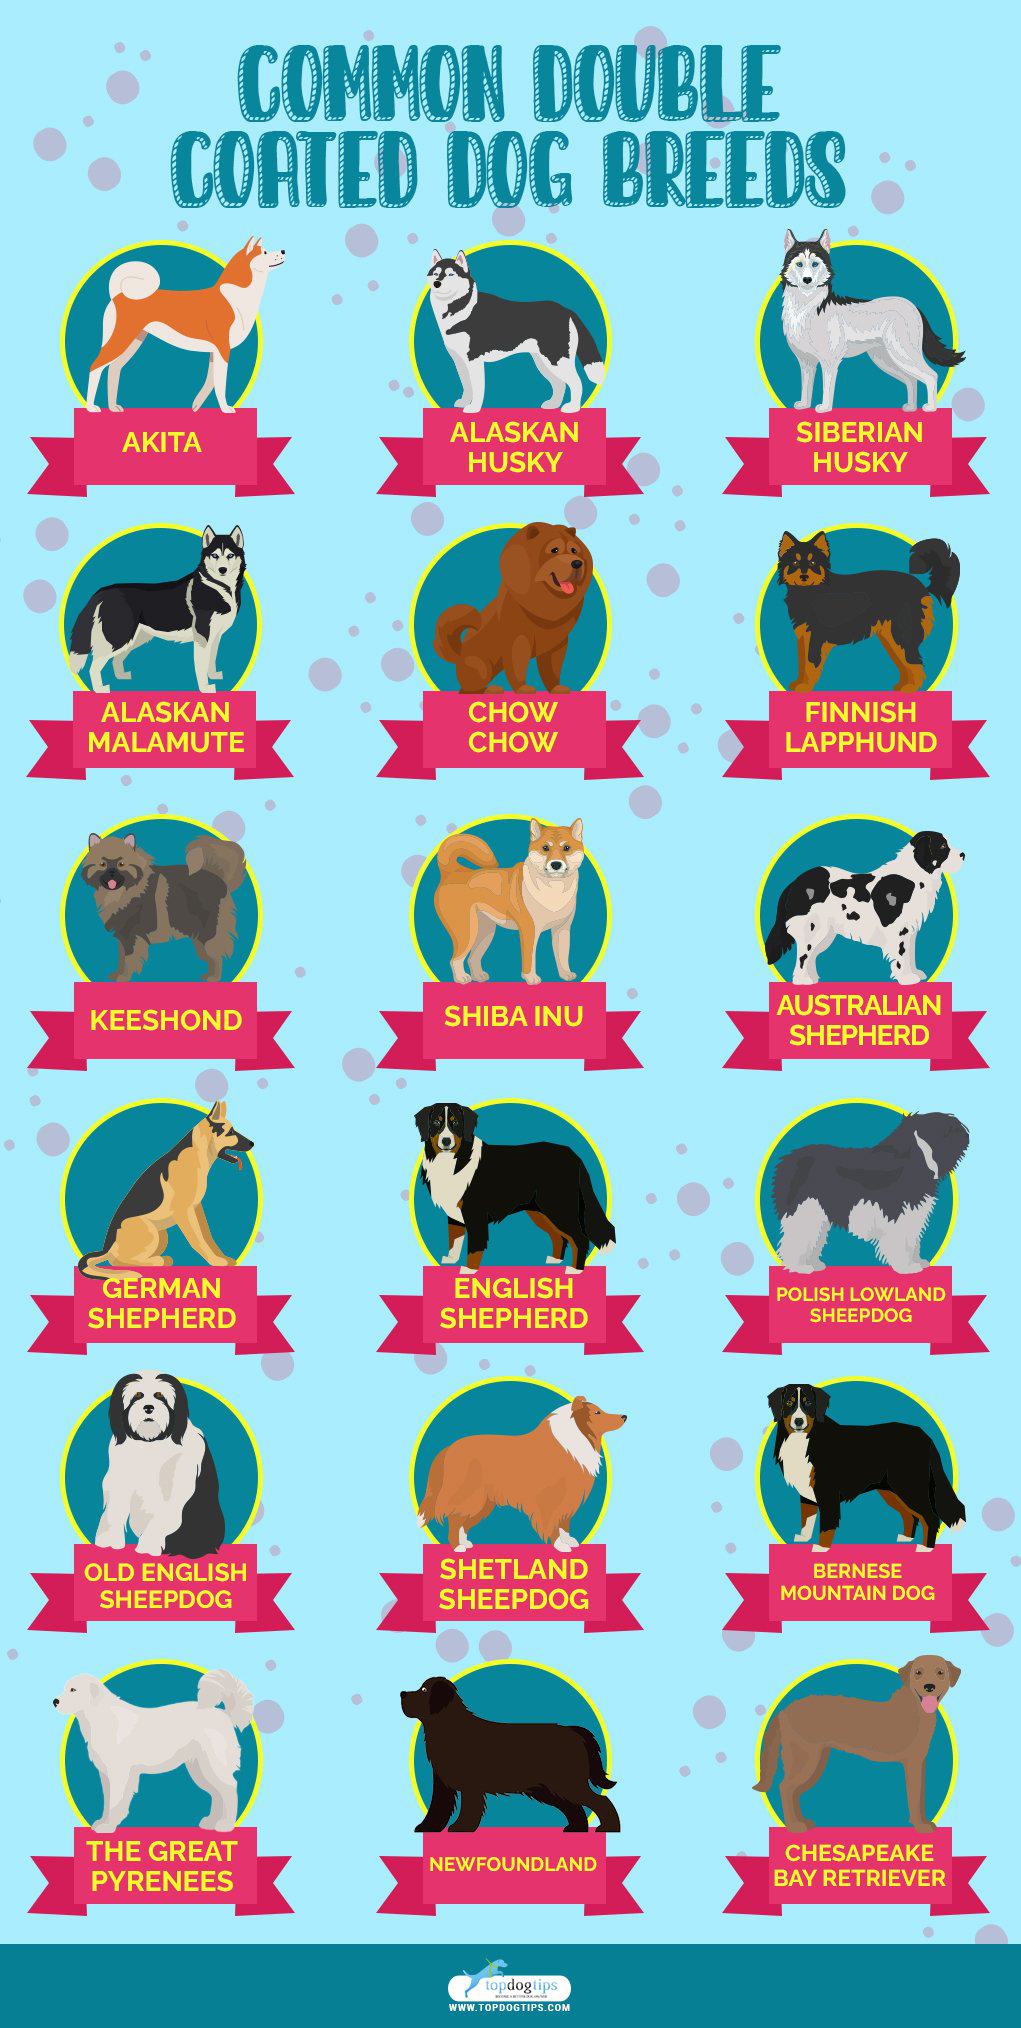 COMMON DOUBLE
COATED DOG BREEDS
AKITA
ALASKAN
HUSKY
SIBERIAN
HUSKY
ALASKAN
MALAMUTE
CHOW
CHOW
FINNISH
LAPPHUND
KEESHOND
SHIBA INU
AUSTRALIAN
SHEPHERD
GERMAN
SHEPHERD
ENGLISH
SHEPHERD
POLISH LOWLAND
SHEEPDOG
OLD ENGLISH
SHEEPDOG
SHETLAND
SHEEPDOG
BERNESE
MOUNTAIN DOG
THE GREAT
PYRENEES
NEWFOUNDLAND
CHESAPEAKE
BAY RETRIEVER
topdogtips
WWW.TOPDOGTIPS.COM